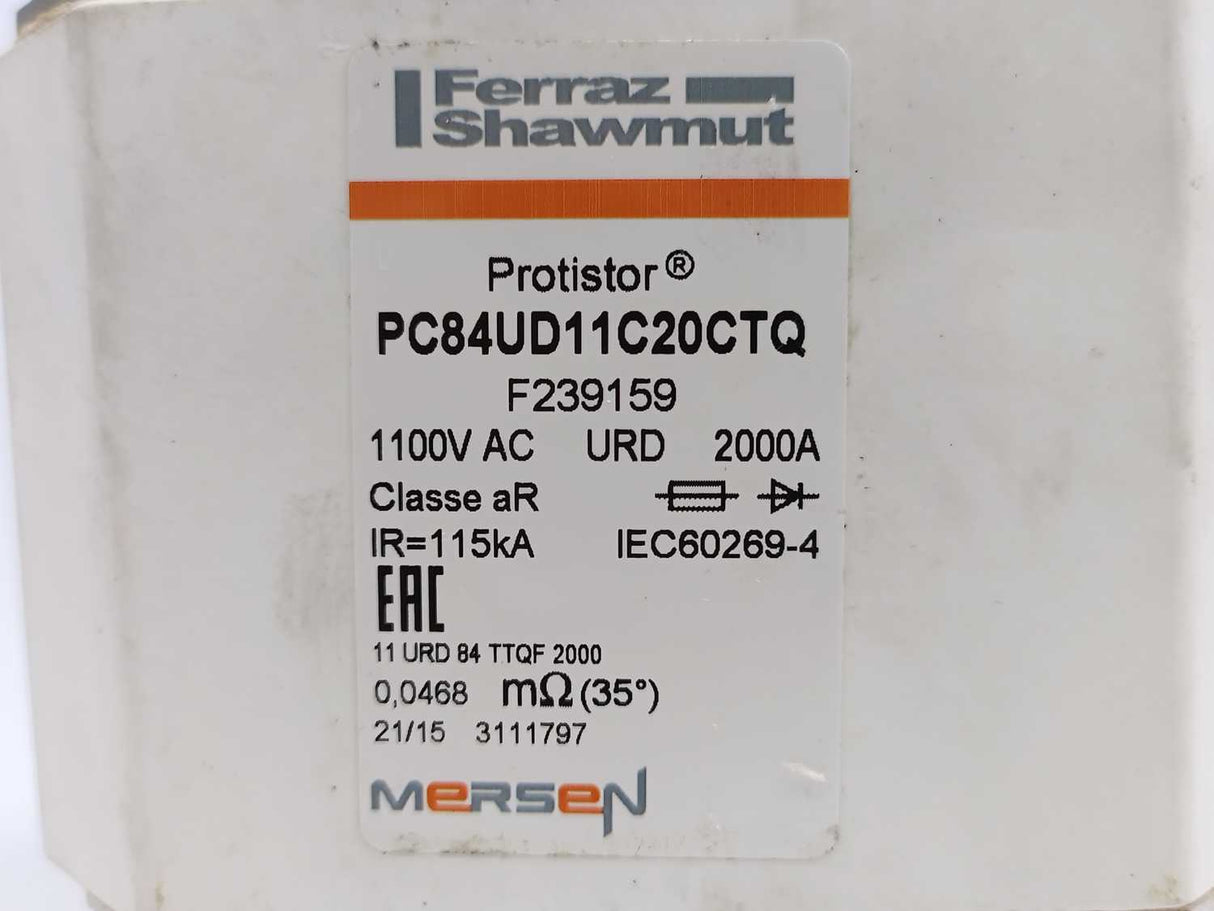 Ferraz
Shawmut
Protistor®
PC84UD11C20CTQ
F239159
1100V AC URD 2000A
Classe aR
IR=115kA IEC60269-4
EAC
11 URD 84 TTQF 2000
0,0468 mΩ (35°)
21/15 3111797
MERSEN